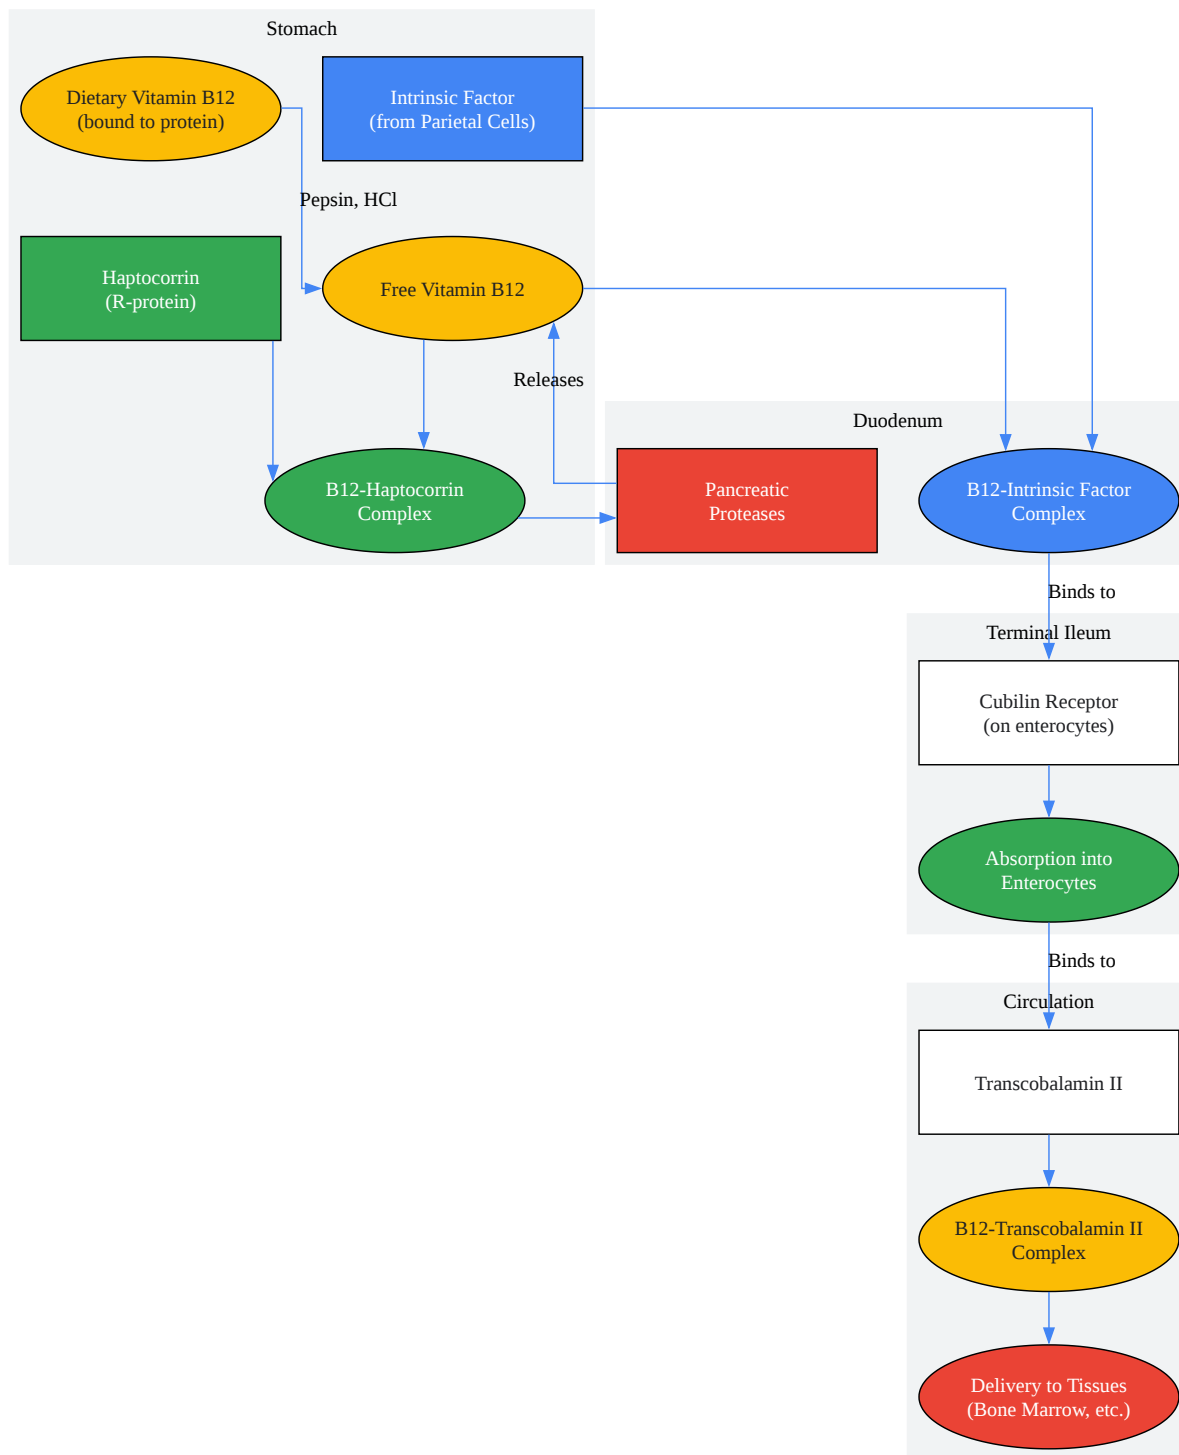 Stomach
Dietary Vitamin B12
(bound to protein)
Intrinsic Factor
(from Parietal Cells)
Pepsin, HCl
Haptocorrin
(R-protein)
Free Vitamin B12
Releases
Duodenum
B12-Haptocorrin
Complex
Pancreatic
Proteases
B12-Intrinsic Factor
Complex
Binds to
Terminal Ileum
Cubilin Receptor
(on enterocytes)
Absorption into
Enterocytes
Binds to
Circulation
Transcobalamin II
B12-Transcobalamin II
Complex
Delivery to Tissues
(Bone Marrow, etc.)